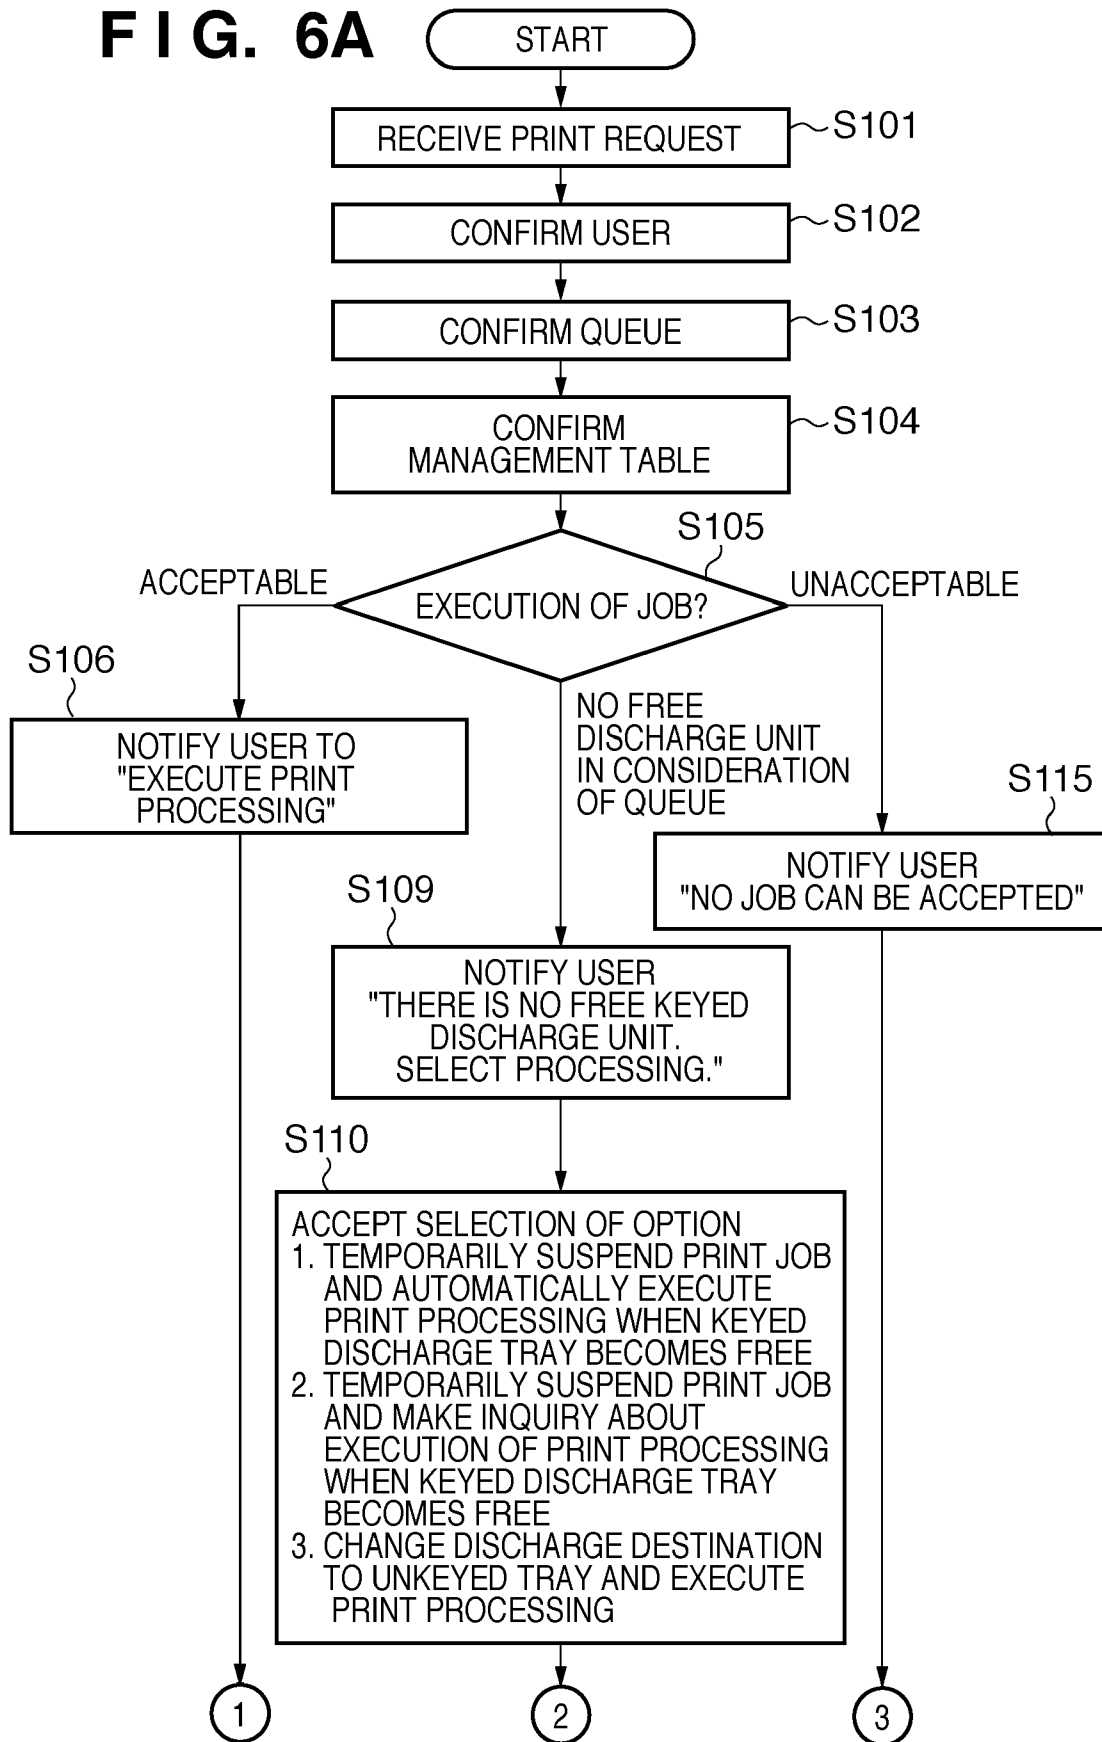 FIG. 6A
START
RECEIVE PRINT REQUEST
S101
CONFIRM USER
S102
CONFIRM QUEUE
S103
CONFIRM
MANAGEMENT TABLE
S104
S105
EXECUTION OF JOB?
ACCEPTABLE
UNACCEPTABLE
S106
NOTIFY USER TO
"EXECUTE PRINT
PROCESSING"
NO FREE
DISCHARGE UNIT
IN CONSIDERATION
OF QUEUE
S115
NOTIFY USER
"NO JOB CAN BE ACCEPTED"
S109
NOTIFY USER
"THERE IS NO FREE KEYED
DISCHARGE UNIT.
SELECT PROCESSING."
S110
ACCEPT SELECTION OF OPTION
1. TEMPORARILY SUSPEND PRINT JOB
AND AUTOMATICALLY EXECUTE
PRINT PROCESSING WHEN KEYED
DISCHARGE TRAY BECOMES FREE
2. TEMPORARILY SUSPEND PRINT JOB
AND MAKE INQUIRY ABOUT
EXECUTION OF PRINT PROCESSING
WHEN KEYED DISCHARGE TRAY
BECOMES FREE
3. CHANGE DISCHARGE DESTINATION
TO UNKEYED TRAY AND EXECUTE
PRINT PROCESSING
1
2
3